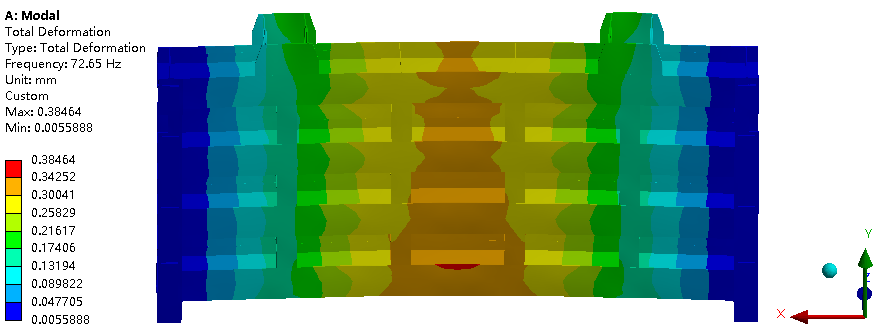 A: Modal
Total Deformation
Type: Total Deformation
Frequency: 72.65 Hz
Unit: mm
Custom
Max: 0.38464
Min: 0.0055888
0.38464
0.34252
0.30041
0.25829
0.21617
0.17406
0.13194
0.089822
0.047705
0.0055888
Y
X